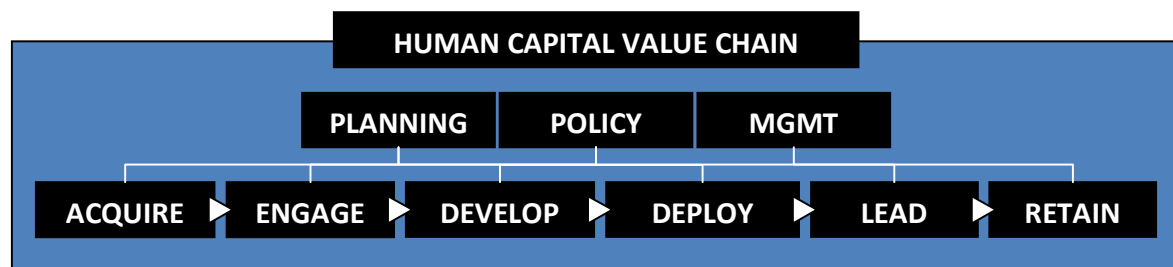 HUMAN CAPITAL VALUE CHAIN
PLANNING POLICY MGMT
ACQUIRE ENGAGE DEVELOP DEPLOY LEAD RETAIN